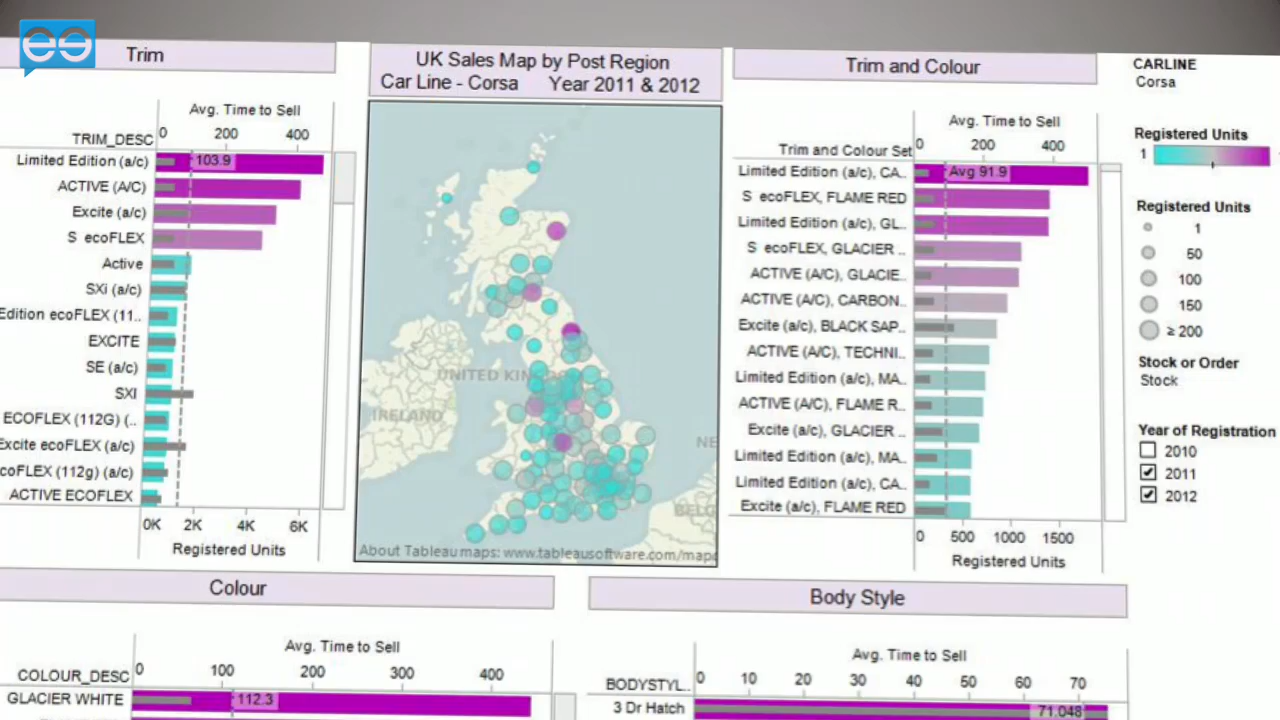 ee
Trim
Avg. Time to Sell
TRIM_DESC
0 200 400
Limited Edition (a/c)
103.9
ACTIVE (A/C)
Excite (a/c)
S ecoFLEX
Active
SXi (a/c)
Edition ecoFLEX (11..
EXCITE
SE (a/c)
SXI
ECOFLEX (112G) (..
Excite ecoFLEX (a/c)
coFLEX (112g) (a/c)
ACTIVE ECOFLEX
0K 2K 4K 6K
Registered Units
UK Sales Map by Post Region
Car Line - Corsa Year 2011 & 2012
UNITED KINGDO
IRELAND
NE
BELG
About Tableau maps: www.tableausoftware.com/map
Trim and Colour
Avg. Time to Sell
Trim and Colour Set
0 200 400
Limited Edition (a/c), CA..
Avg 91.9
S ecoFLEX, FLAME RED
Limited Edition (a/c), GL..
S ecoFLEX, GLACIER ..
ACTIVE (A/C), GLACIE..
ACTIVE (A/C), CARBON..
Excite (a/c), BLACK SAP..
ACTIVE (A/C), TECHNI..
Limited Edition (a/c), MA..
ACTIVE (A/C), FLAME R..
Excite (a/c), GLACIER ..
Limited Edition (a/c), MA..
Limited Edition (a/c), CA..
Excite (a/c), FLAME RED
0 500 1000 1500
Registered Units
CARLINE
Corsa
Registered Units
1
Registered Units
1
50
100
150
≥ 200
Stock or Order
Stock
Year of Registration
2010
2011
2012
Colour
Avg. Time to Sell
COLOUR_DESC
0 100 200 300 400
GLACIER WHITE
112.3
Body Style
Avg. Time to Sell
BODYSTYL..
0 10 20 30 40 50 60 70
3 Dr Hatch
71.048